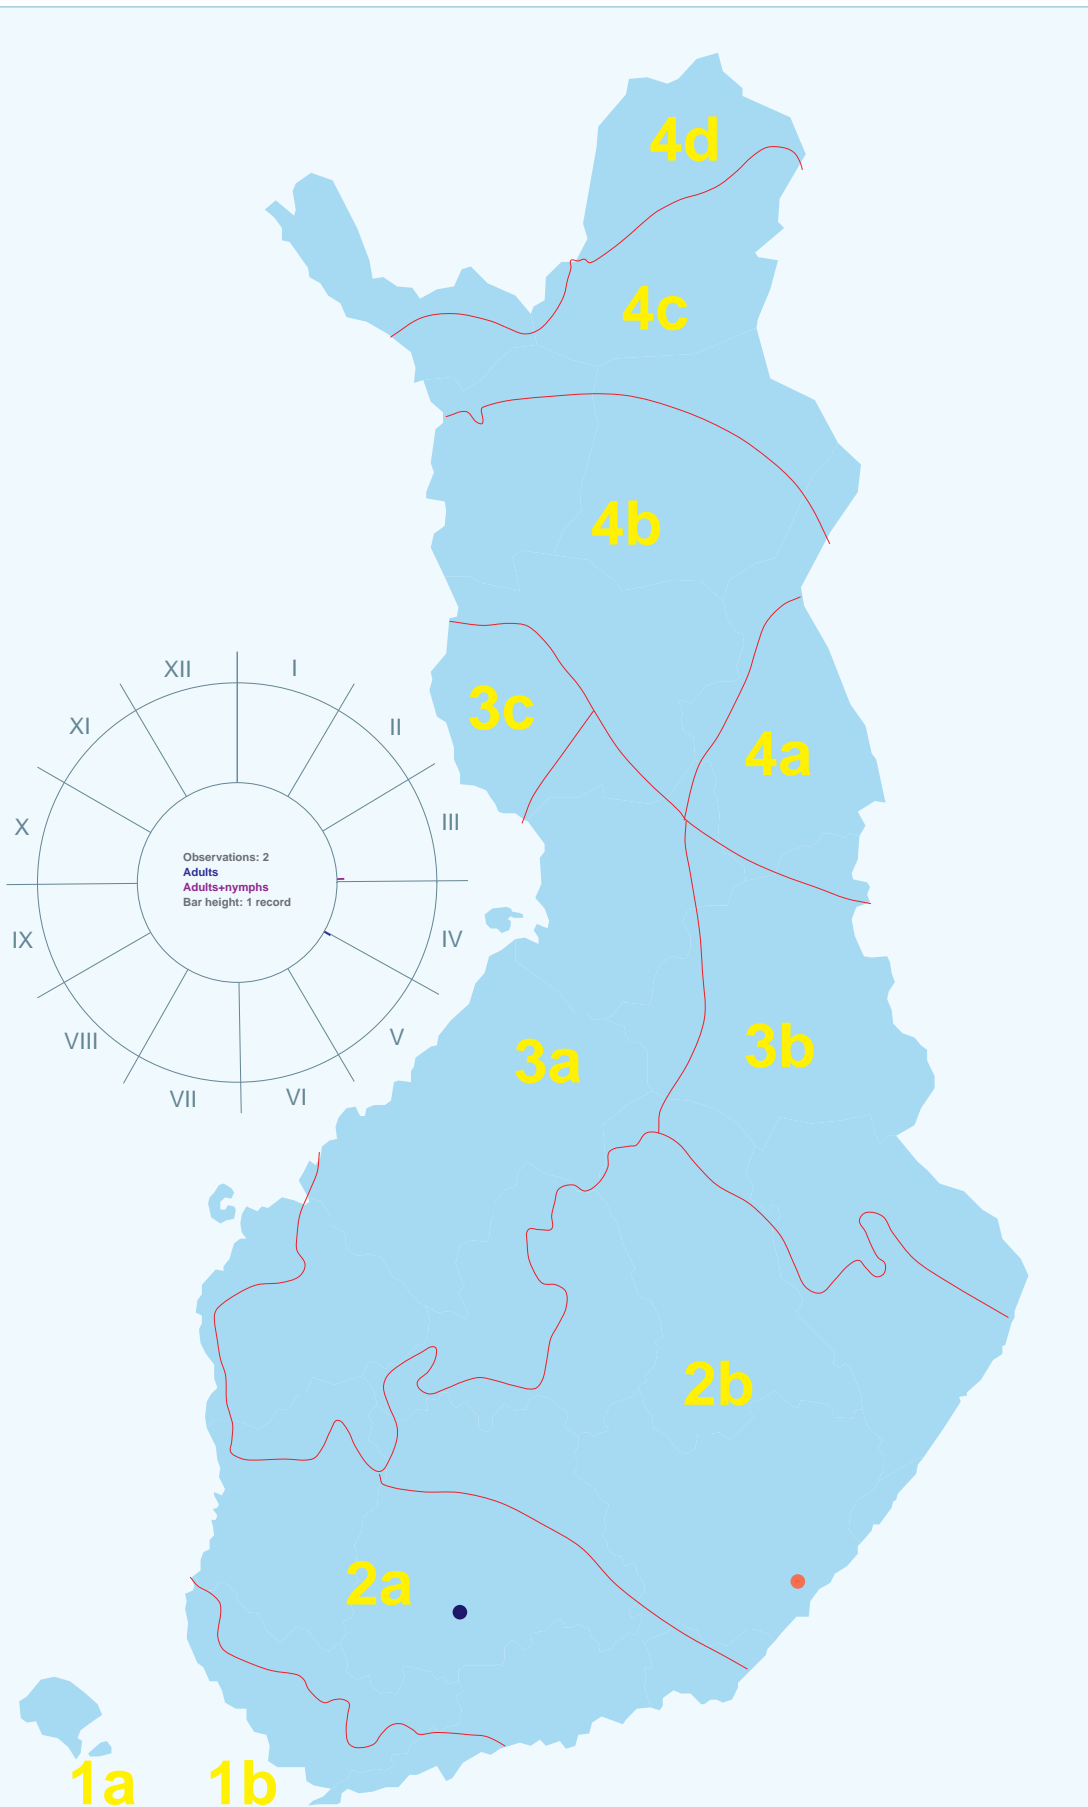 4d
4c
4b
3c
4a
XII
I
XI
II
X
III
Observations: 2
Adults
Adults+nymphs
Bar height: 1 record
IX
IV
VIII
V
VII
VI
3a
3b
2b
2a
1a
1b